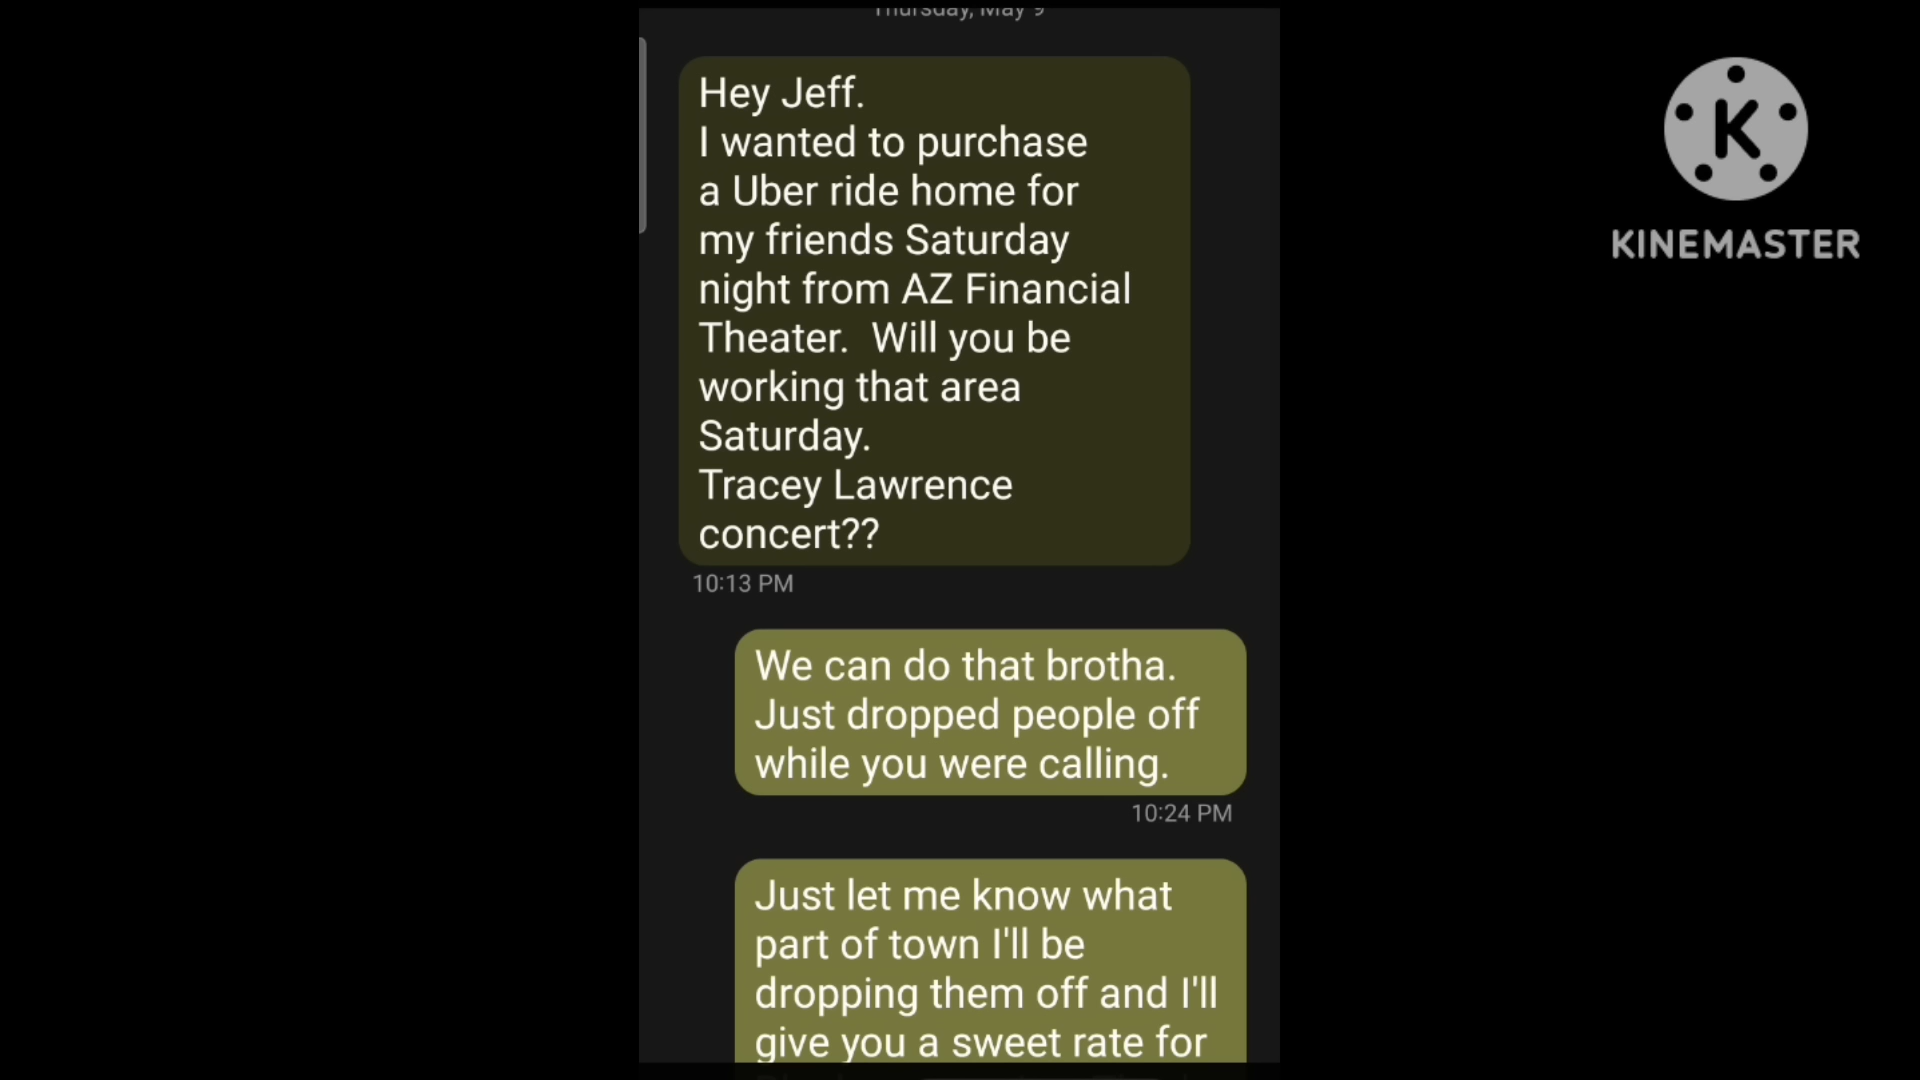 Thursday, May 9
Hey Jeff.
I wanted to purchase
a Uber ride home for
my friends Saturday
night from AZ Financial
Theater.  Will you be
working that area
Saturday.
Tracey Lawrence
concert??
10:13 PM
We can do that brotha.
Just dropped people off
while you were calling.
10:24 PM
Just let me know what
part of town I'll be
dropping them off and I'll
give you a sweet rate for
K
KINEMASTER